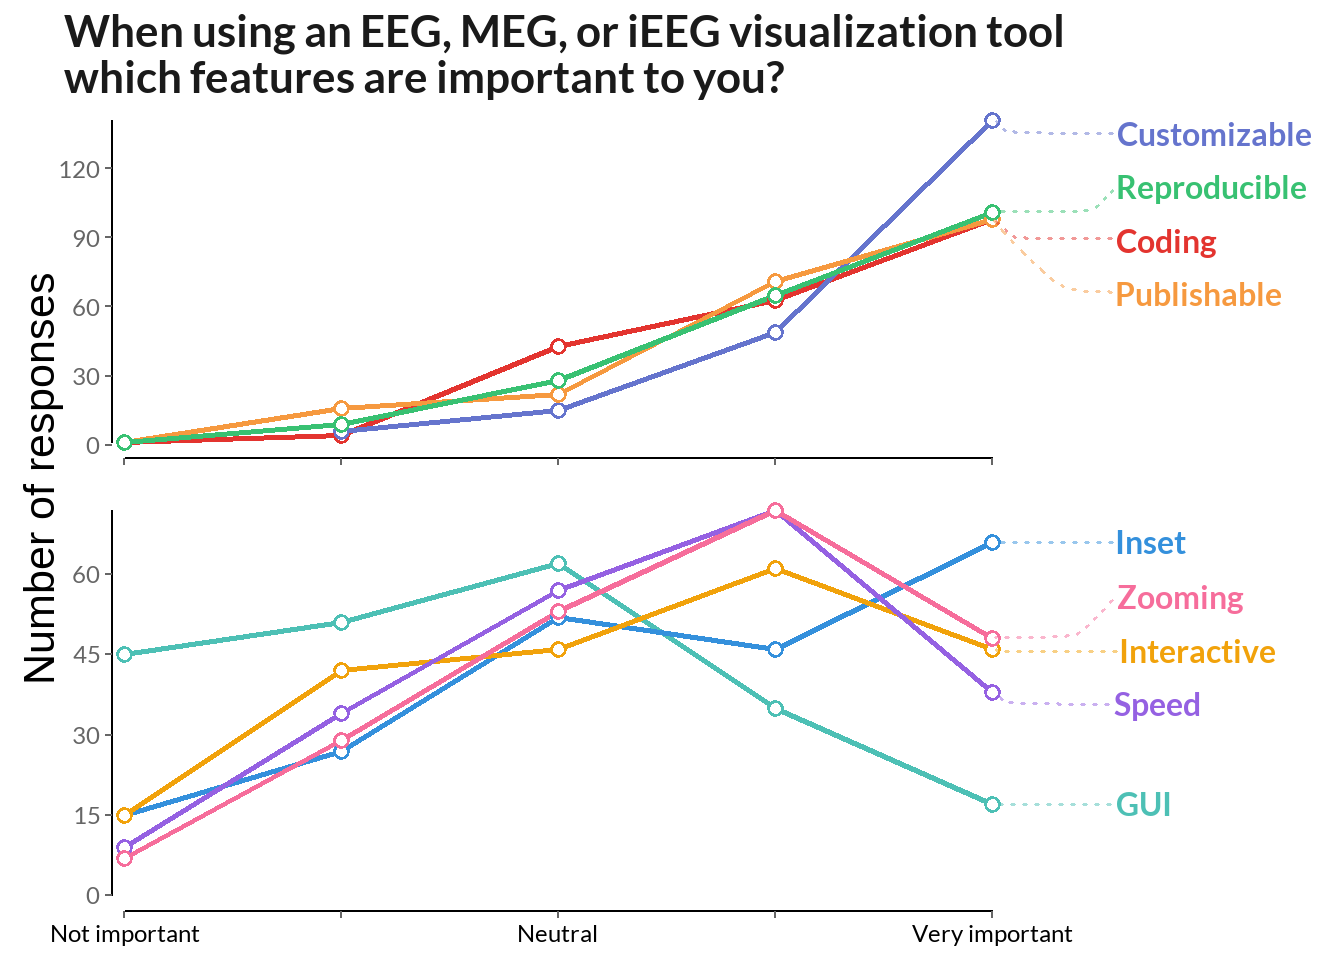 When using an EEG, MEG, or iEEG visualization tool
which features are important to you?
Number of responses
120
90
60
30
0
Customizable
Reproducible
Coding
Publishable
60
45
30
15
0
Inset
Zooming
Interactive
Speed
GUI
Not important
Neutral
Very important